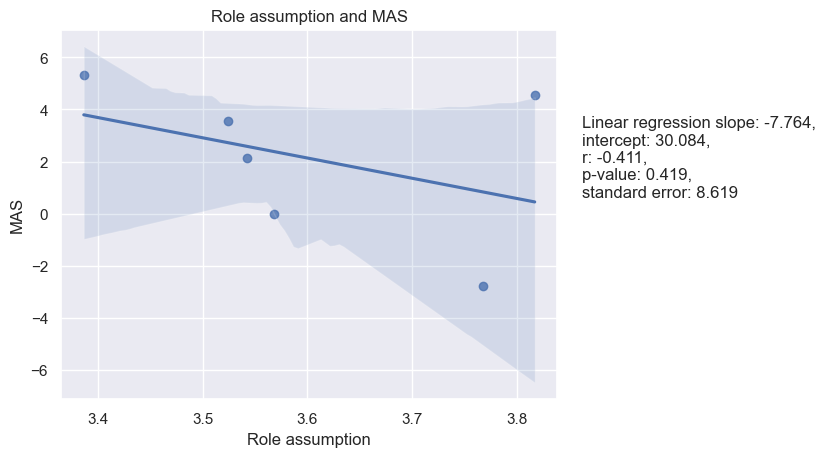 Role assumption and MAS
6
4
2
0
−2
−4
−6
MAS
3.4
3.5
3.6
3.7
3.8
Role assumption
Linear regression slope: -7.764,
intercept: 30.084,
r: -0.411,
p-value: 0.419,
standard error: 8.619